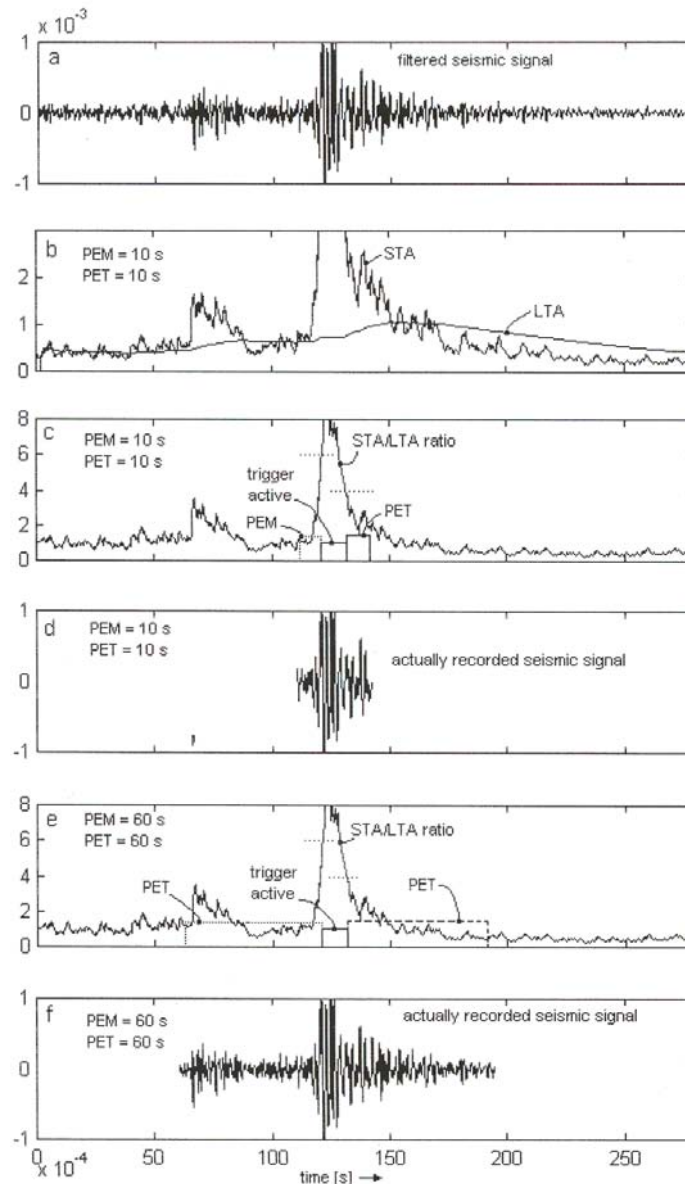 x 10⁻³
1
a
filtered seismic signal
0
-1
b
PEM = 10 s
PET = 10 s
STA
LTA
2
1
0
8
c
PEM = 10 s
PET = 10 s
STA/LTA ratio
6
trigger
active
4
PEM
PET
2
0
1
d
PEM = 10 s
PET = 10 s
actually recorded seismic signal
0
-1
8
e
PEM = 60 s
PET = 60 s
STA/LTA ratio
6
trigger
active
4
PET
PET
2
0
1
f
PEM = 60 s
PET = 60 s
actually recorded seismic signal
0
-1
0 50 100 150 200 250
x 10⁻⁴
time [s]